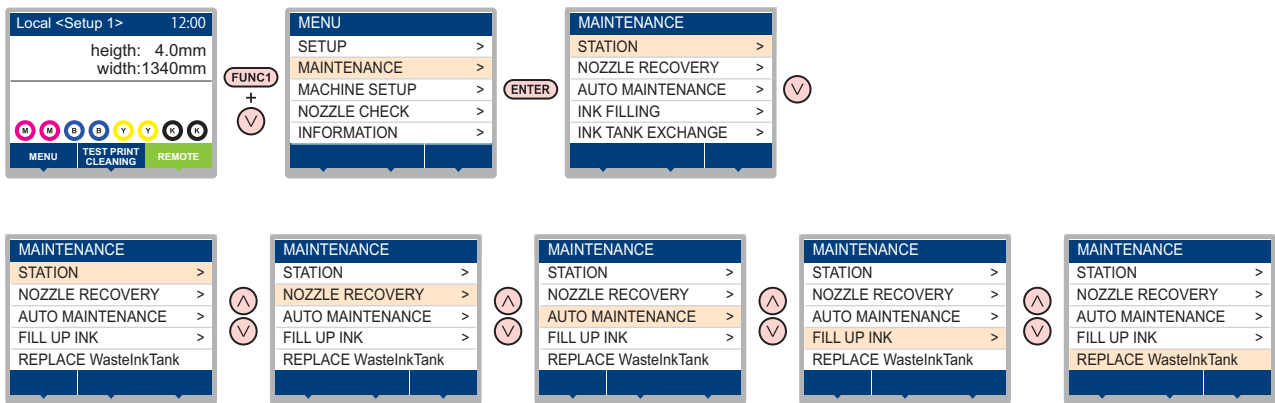 Local <Setup 1> 12:00
heigth: 4.0mm
width:1340mm
M M B B Y Y K K
MENU
TEST PRINT
CLEANING
REMOTE
FUNC1
+
MENU
SETUP >
MAINTENANCE >
MACHINE SETUP >
NOZZLE CHECK >
INFORMATION >
ENTER
MAINTENANCE
STATION >
NOZZLE RECOVERY >
AUTO MAINTENANCE >
INK FILLING >
INK TANK EXCHANGE >
MAINTENANCE
STATION >
NOZZLE RECOVERY >
AUTO MAINTENANCE >
FILL UP INK >
REPLACE WasteInkTank
MAINTENANCE
STATION >
NOZZLE RECOVERY >
AUTO MAINTENANCE >
FILL UP INK >
REPLACE WasteInkTank
MAINTENANCE
STATION >
NOZZLE RECOVERY >
AUTO MAINTENANCE >
FILL UP INK >
REPLACE WasteInkTank
MAINTENANCE
STATION >
NOZZLE RECOVERY >
AUTO MAINTENANCE >
FILL UP INK >
REPLACE WasteInkTank
MAINTENANCE
STATION >
NOZZLE RECOVERY >
AUTO MAINTENANCE >
FILL UP INK >
REPLACE WasteInkTank